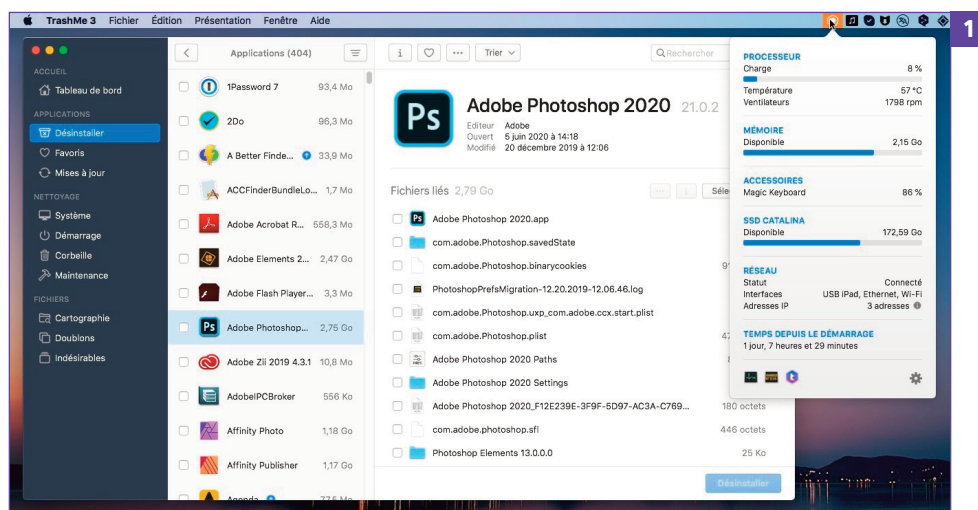 TrashMe 3 Fichier Édition Présentation Fenêtre Aide
1
ACCUEIL
Tableau de bord
APPLICATIONS
Désinstaller
Favoris
Mises à jour
NETTOYAGE
Système
Démarrage
Corbeille
Maintenance
FICHIERS
Cartographie
Doublons
Indésirables
Applications (404)
1Password 7 93,4 Mo
2Do 96,3 Mo
A Better Finde... 33,9 Mo
ACCFinderBundleLo... 1,7 Mo
Adobe Acrobat R... 558,3 Mo
Adobe Elements 2... 2,47 Go
Adobe Flash Player... 3,3 Mo
Ps Adobe Photoshop... 2,75 Go
Adobe Zii 2019 4.3.1 10,8 Mo
AdobeIPCBroker 556 Ko
Affinity Photo 1,18 Go
Affinity Publisher 1,17 Go
Agenda 77,5 Mo
Trier
Rechercher
Ps
Adobe Photoshop 2020 21.0.2
Editeur Adobe
Ouvert 5 juin 2020 à 14:18
Modifié 20 décembre 2019 à 12:06
Fichiers liés 2,79 Go
Ps Adobe Photoshop 2020.app
com.adobe.Photoshop.savedState
com.adobe.Photoshop.binarycookies
PhotoshopPrefsMigration-12.20.2019-12.06.46.log
com.adobe.Photoshop.uxp_com.adobe.ccx.start.plist
com.adobe.Photoshop.plist
Adobe Photoshop 2020 Paths
Adobe Photoshop 2020 Settings
Adobe Photoshop 2020_F12E239E-3F9F-5D97-AC3A-C769... 180 octets
com.adobe.photoshop.sfl 446 octets
Photoshop Elements 13.0.0.0 25 Ko
Désinstaller
PROCESSEUR
Charge 8 %
Température 57 °C
Ventilateurs 1798 rpm
MÉMOIRE
Disponible 2,15 Go
ACCESSOIRES
Magic Keyboard 86 %
SSD CATALINA
Disponible 172,59 Go
RÉSEAU
Statut Connecté
Interfaces USB iPad, Ethernet, Wi-Fi
Adresses IP 3 adresses
TEMPS DEPUIS LE DÉMARRAGE
1 jour, 7 heures et 29 minutes